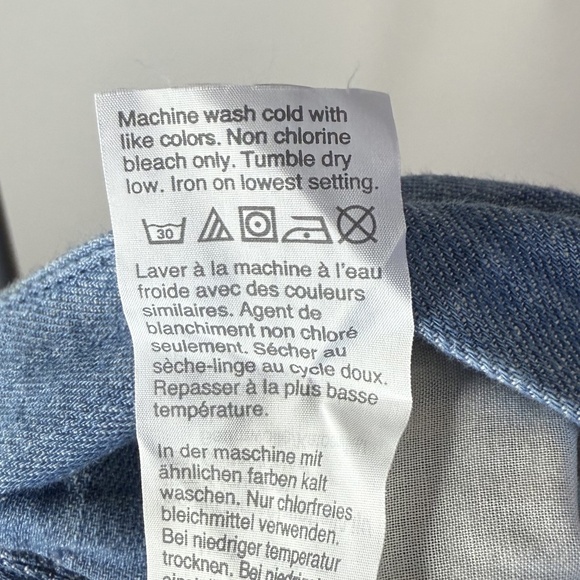 Machine wash cold with
like colors. Non chlorine
bleach only. Tumble dry
low. Iron on lowest setting.
30
Laver à la machine à l'eau
froide avec des couleurs
similaires. Agent de
blanchiment non chloré
seulement. Sécher au
sèche-linge au cycle doux.
Repasser à la plus basse
température.
In der maschine mit
ähnlichen farben kalt
waschen. Nur chlorfreies
bleichmittel verwenden.
Bei niedriger temperatur
trocknen. Bei niedriger